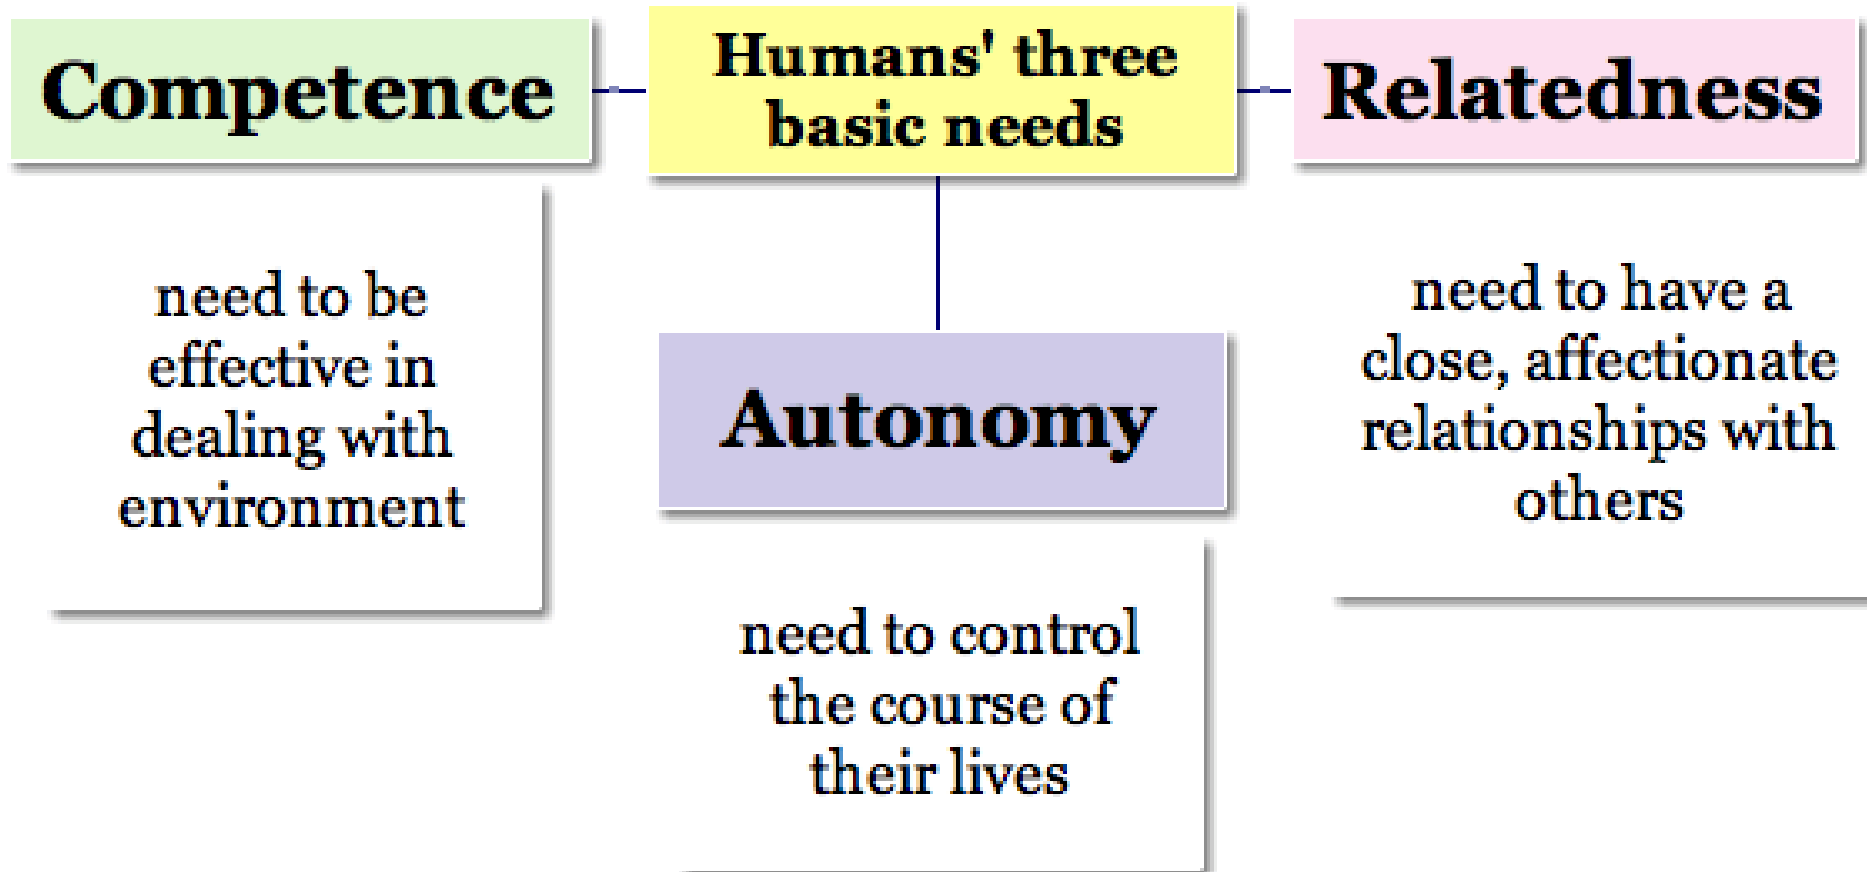 Competence
Humans' three
basic needs
Relatedness
need to be
effective in
dealing with
environment
Autonomy
need to control
the course of
their lives
need to have a
close, affectionate
relationships with
others